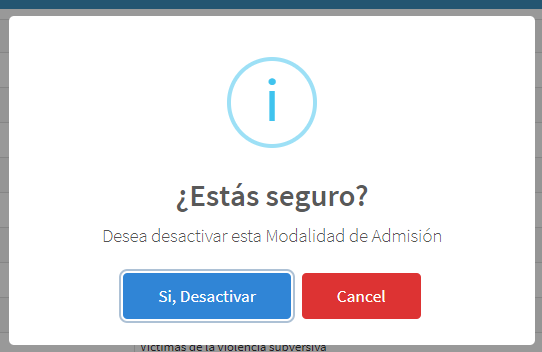 i
¿Estás seguro?
Desea desactivar esta Modalidad de Admisión
Si, Desactivar
Cancel
Víctimas de la violencia subversiva